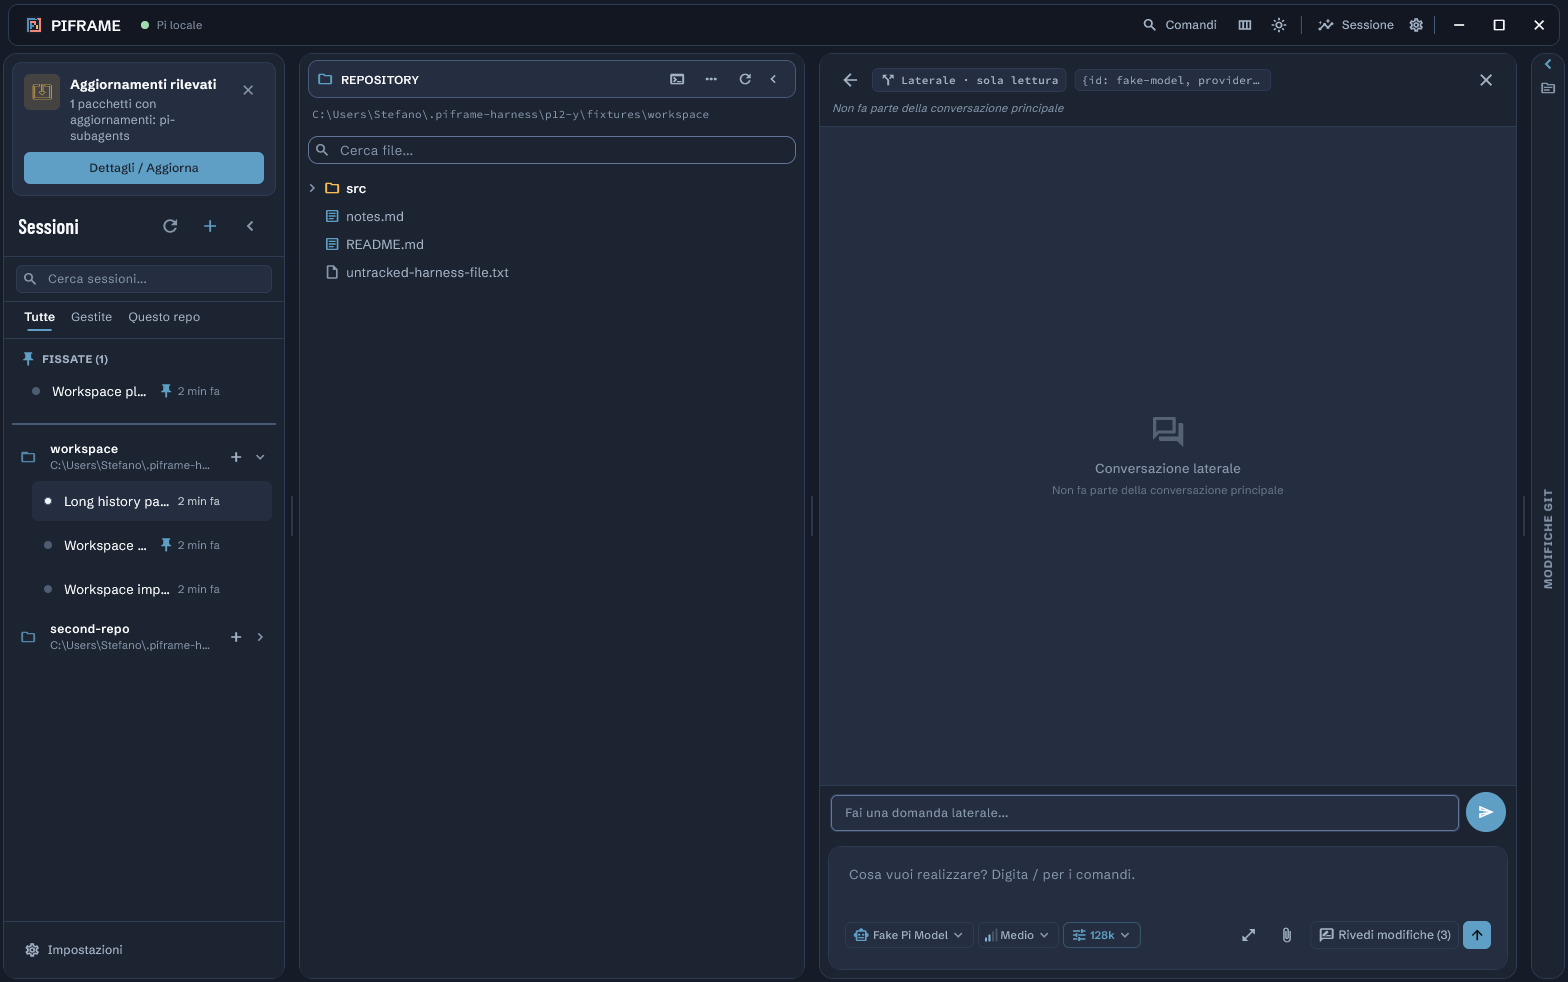 PIFRAME
Pi locale
Comandi
Sessione
Aggiornamenti rilevati
1 pacchetti con
aggiornamenti: pi-
subagents
Dettagli / Aggiorna
Sessioni
Cerca sessioni...
Tutte
Gestite
Questo repo
FISSATE (1)
Workspace pl...
2 min fa
workspace
C:\Users\Stefano\.piframe-h...
Long history pa...
2 min fa
Workspace ...
2 min fa
Workspace imp...
2 min fa
second-repo
C:\Users\Stefano\.piframe-h...
Impostazioni
REPOSITORY
C:\Users\Stefano\.piframe-harness\p12-y\fixtures\workspace
Cerca file...
src
notes.md
README.md
untracked-harness-file.txt
Laterale · sola lettura
{id: fake-model, provider…
Non fa parte della conversazione principale
Conversazione laterale
Non fa parte della conversazione principale
Fai una domanda laterale...
Cosa vuoi realizzare? Digita / per i comandi.
Fake Pi Model
Medio
128k
Rivedi modifiche (3)
MODIFICHE GIT